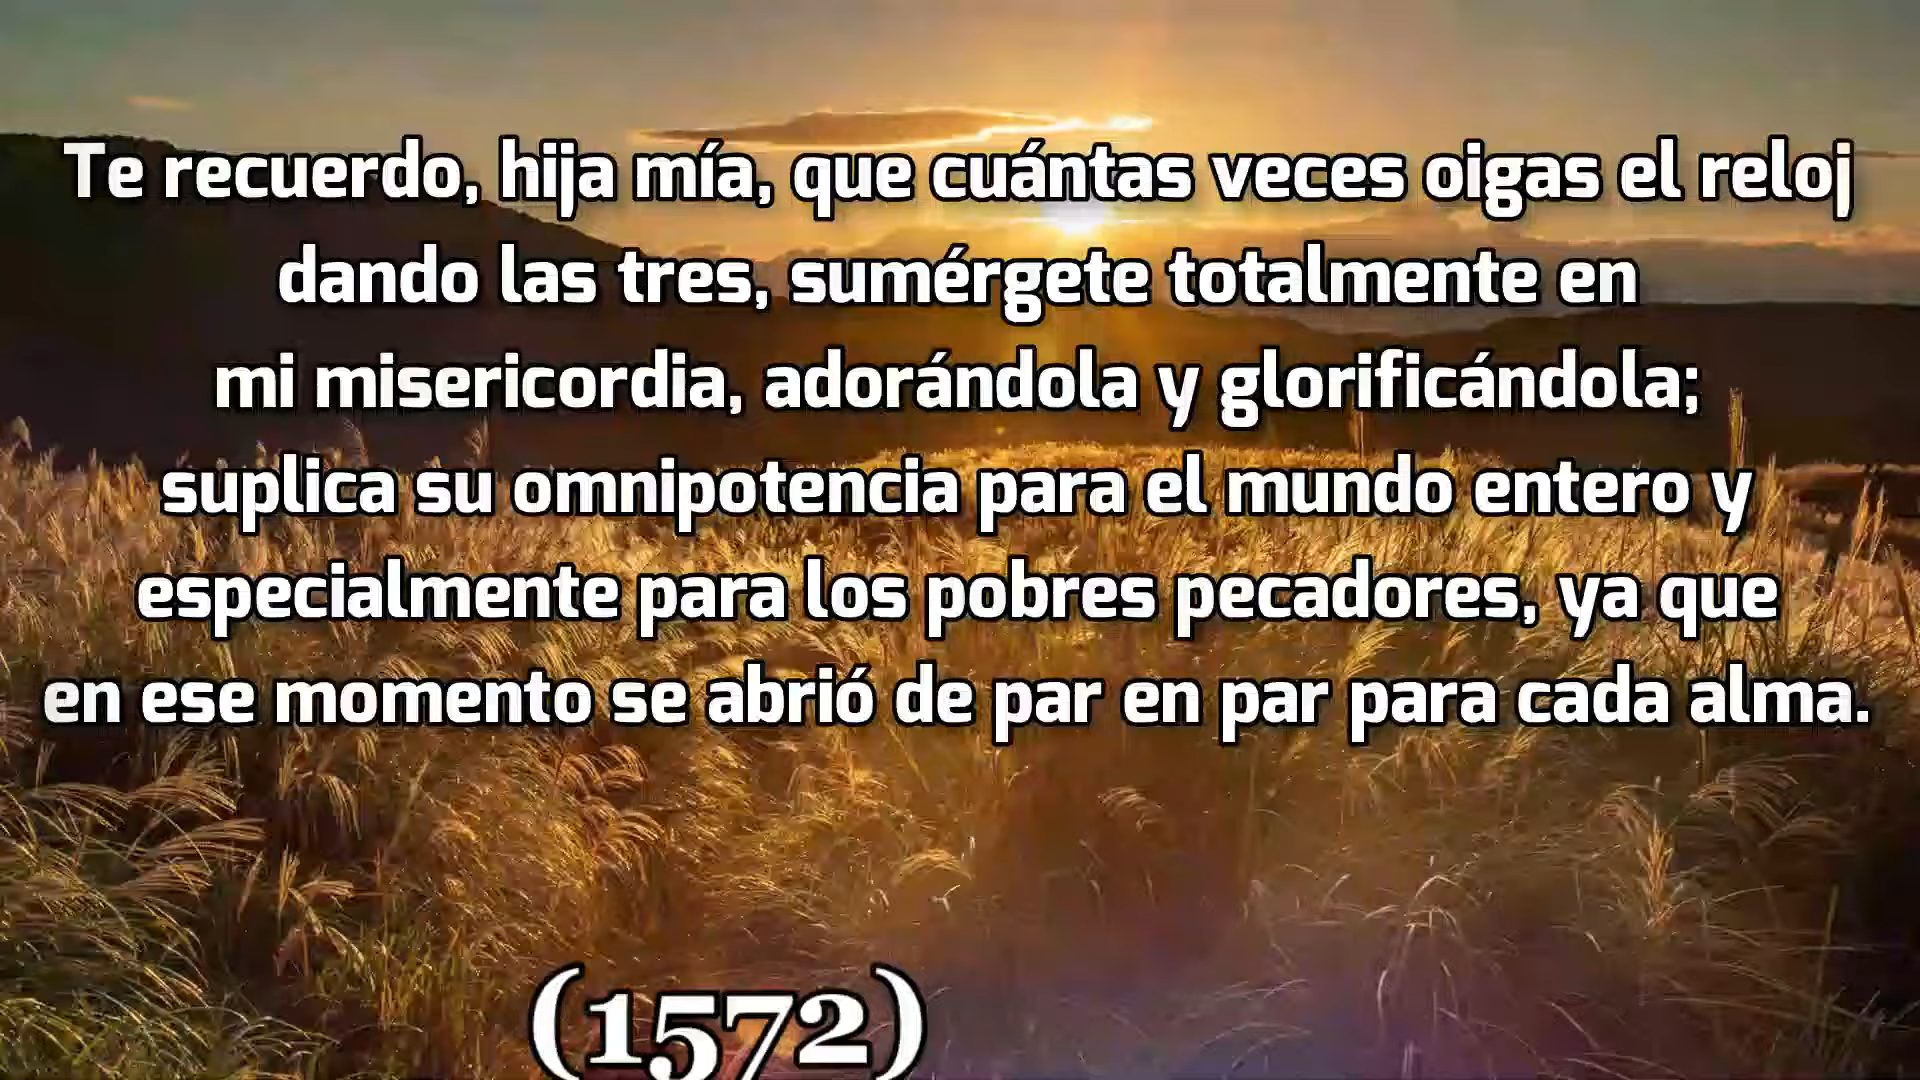 Te recuerdo, hija mía, que cuántas veces oigas el reloj
dando las tres, sumérgete totalmente en
mi misericordia, adorándola y glorificándola;
suplica su omnipotencia para el mundo entero y
especialmente para los pobres pecadores, ya que
en ese momento se abrió de par en par para cada alma.
(1572)